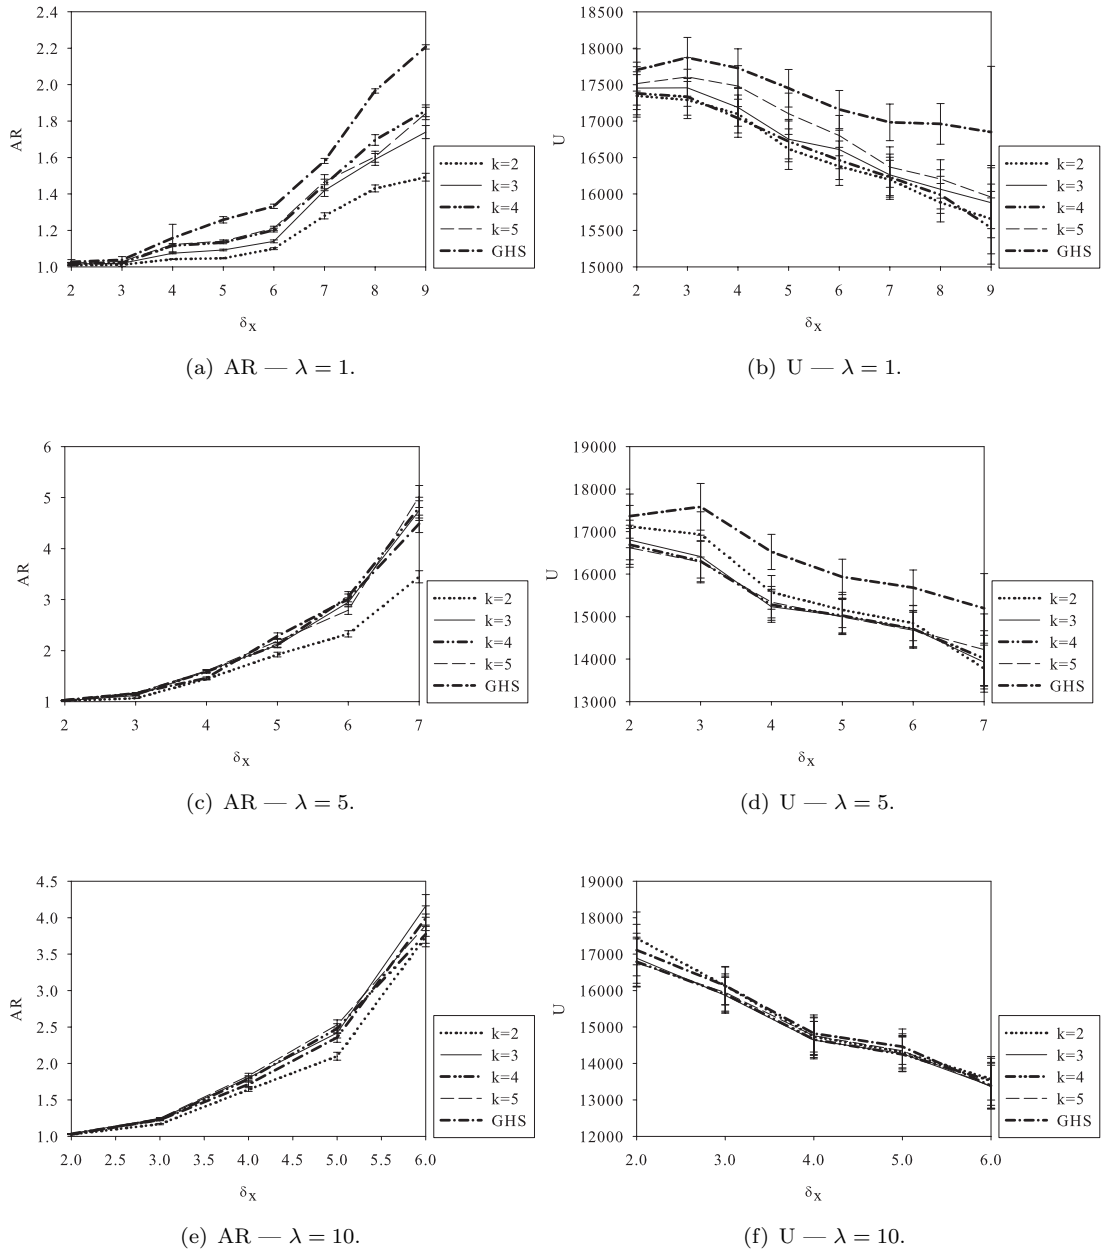 2.4
2.2
2.0
1.8
1.6
1.4
1.2
1.0
AR
2 3 4 5 6 7 8 9
δx
k=2
k=3
k=4
k=5
GHS
(a) AR — λ = 1.
18500
18000
17500
17000
16500
16000
15500
15000
U
2 3 4 5 6 7 8 9
δx
k=2
k=3
k=4
k=5
GHS
(b) U — λ = 1.
6
5
4
3
2
1
AR
2 3 4 5 6 7
δx
k=2
k=3
k=4
k=5
GHS
(c) AR — λ = 5.
19000
18000
17000
16000
15000
14000
13000
U
2 3 4 5 6 7
δx
k=2
k=3
k=4
k=5
GHS
(d) U — λ = 5.
4.5
4.0
3.5
3.0
2.5
2.0
1.5
1.0
AR
2.0 2.5 3.0 3.5 4.0 4.5 5.0 5.5 6.0
δx
k=2
k=3
k=4
k=5
GHS
(e) AR — λ = 10.
19000
18000
17000
16000
15000
14000
13000
12000
U
2.0 3.0 4.0 5.0 6.0
δx
k=2
k=3
k=4
k=5
GHS
(f) U — λ = 10.